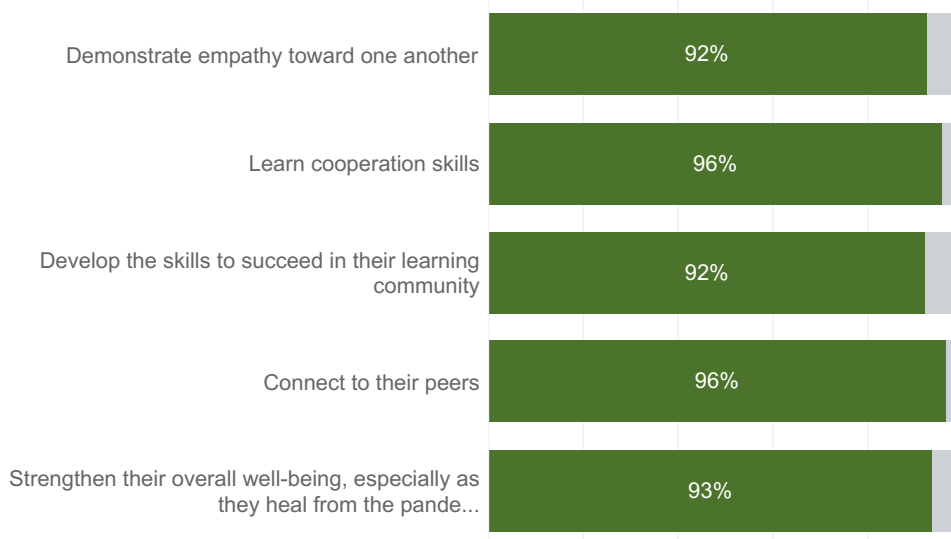 Demonstrate empathy toward one another
92%
Learn cooperation skills
96%
Develop the skills to succeed in their learning
community
92%
Connect to their peers
96%
Strengthen their overall well-being, especially as
they heal from the pande...
93%